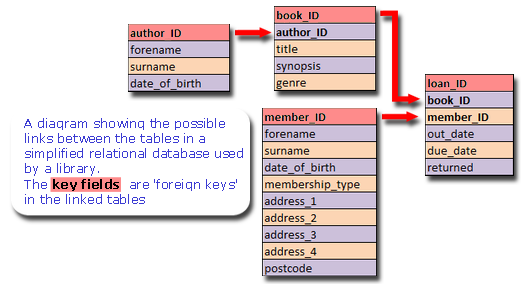 author_ID
forename
surname
date_of_birth
book_ID
author_ID
title
synopsis
genre
loan_ID
book_ID
member_ID
out_date
due_date
returned
member_ID
forename
surname
date_of_birth
membership_type
address_1
address_2
address_3
address_4
postcode
A diagram showing the possible
links between the tables in a
simplified relational database used
by a library.
The key fields are 'foreign keys'
in the linked tables